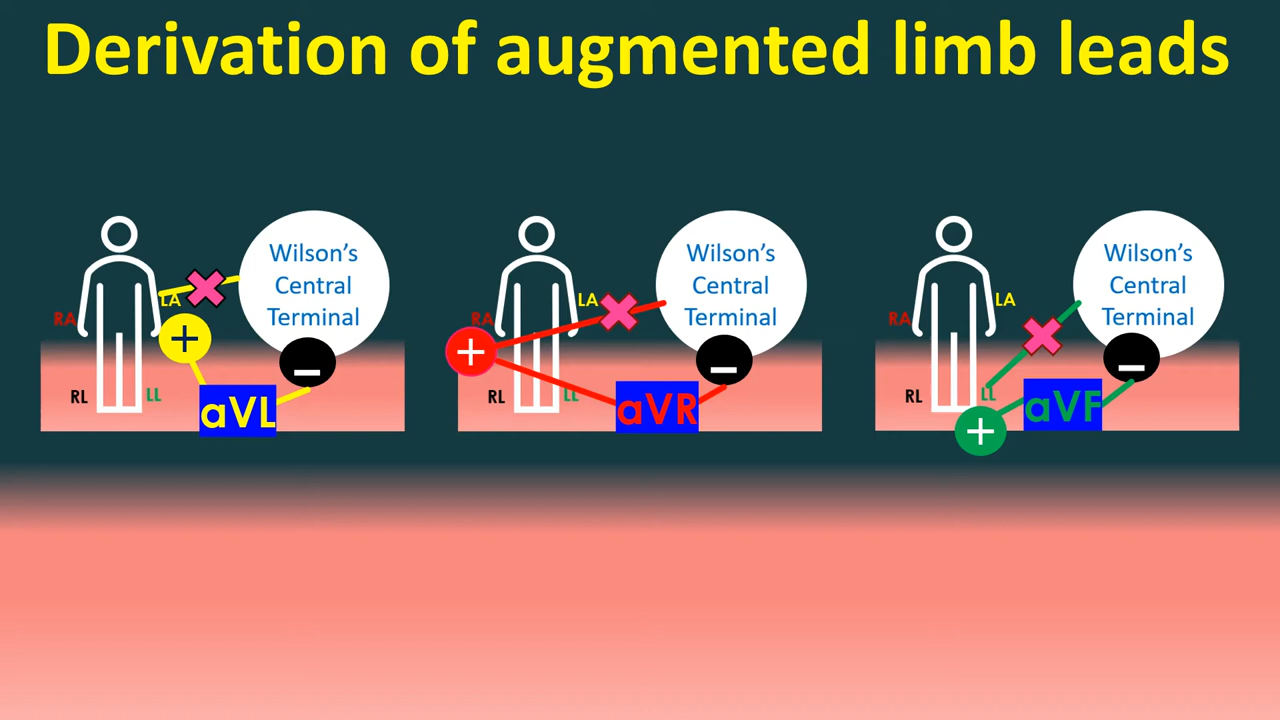 Derivation of augmented limb leads
Wilson's
Central
Terminal
LA
RA
+
RL
LL
aVL
–
Wilson's
Central
Terminal
LA
RA
+
RL
LL
aVR
–
Wilson's
Central
Terminal
LA
RA
RL
LL
aVF
+
–